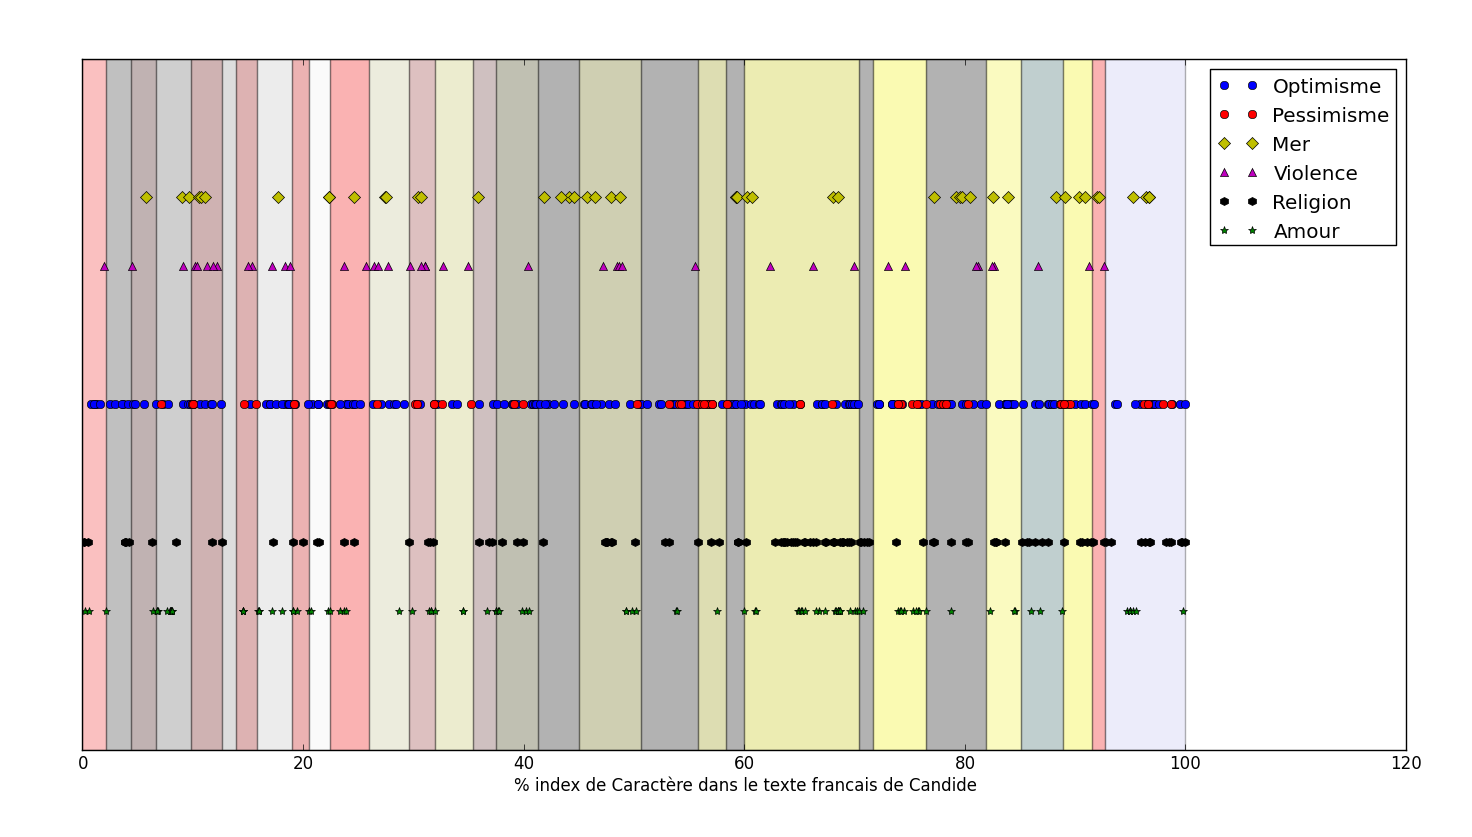 Optimisme
Pessimisme
Mer
Violence
Religion
Amour
0 20 40 60 80 100 120
% index de Caractère dans le texte francais de Candide